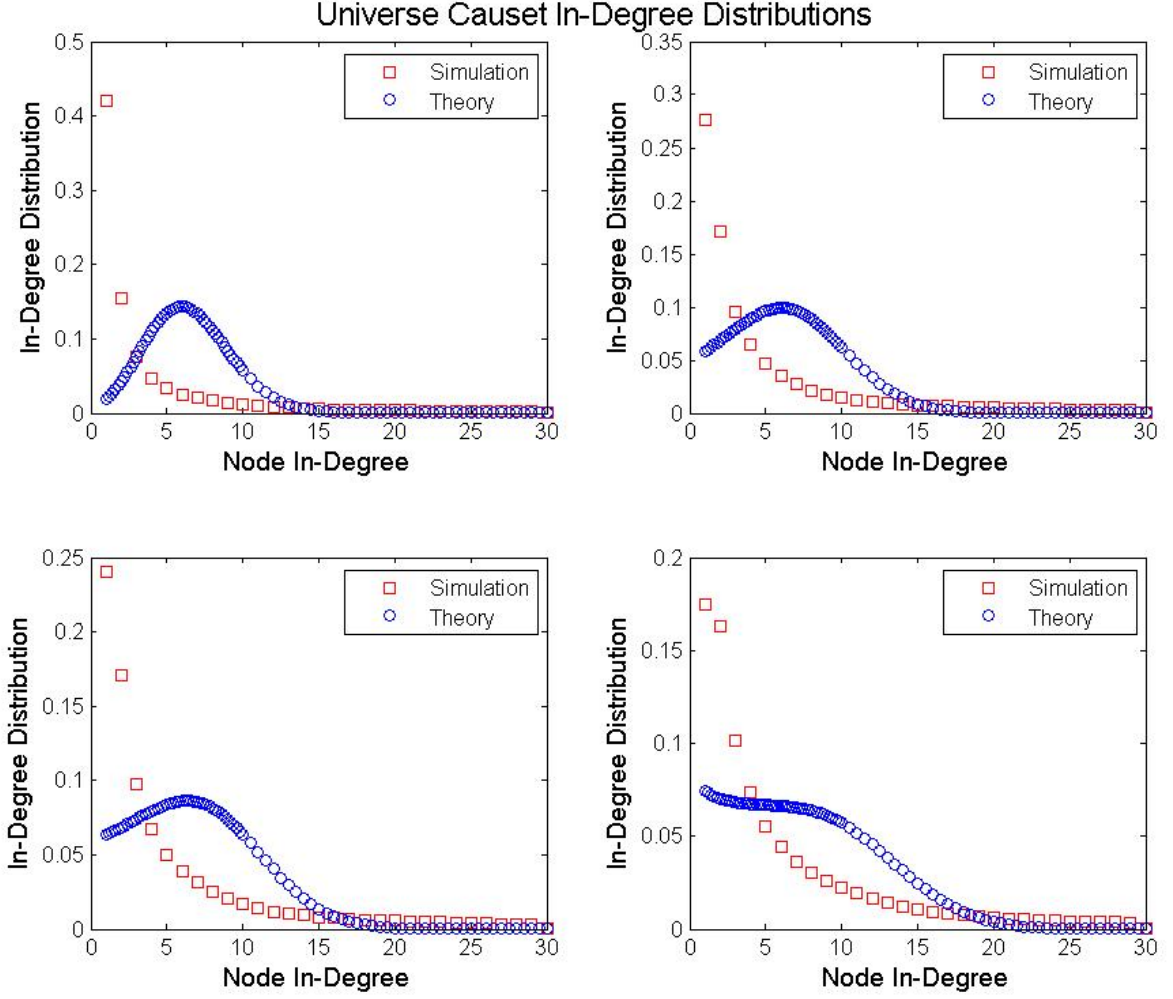 Universe Causet In-Degree Distributions
In-Degree Distribution
0.5
0.4
0.3
0.2
0.1
0
Simulation
Theory
0 5 10 15 20 25 30
Node In-Degree
In-Degree Distribution
0.35
0.3
0.25
0.2
0.15
0.1
0.05
0
Simulation
Theory
0 5 10 15 20 25 30
Node In-Degree
In-Degree Distribution
0.25
0.2
0.15
0.1
0.05
0
Simulation
Theory
0 5 10 15 20 25 30
Node In-Degree
In-Degree Distribution
0.2
0.15
0.1
0.05
0
Simulation
Theory
0 5 10 15 20 25 30
Node In-Degree